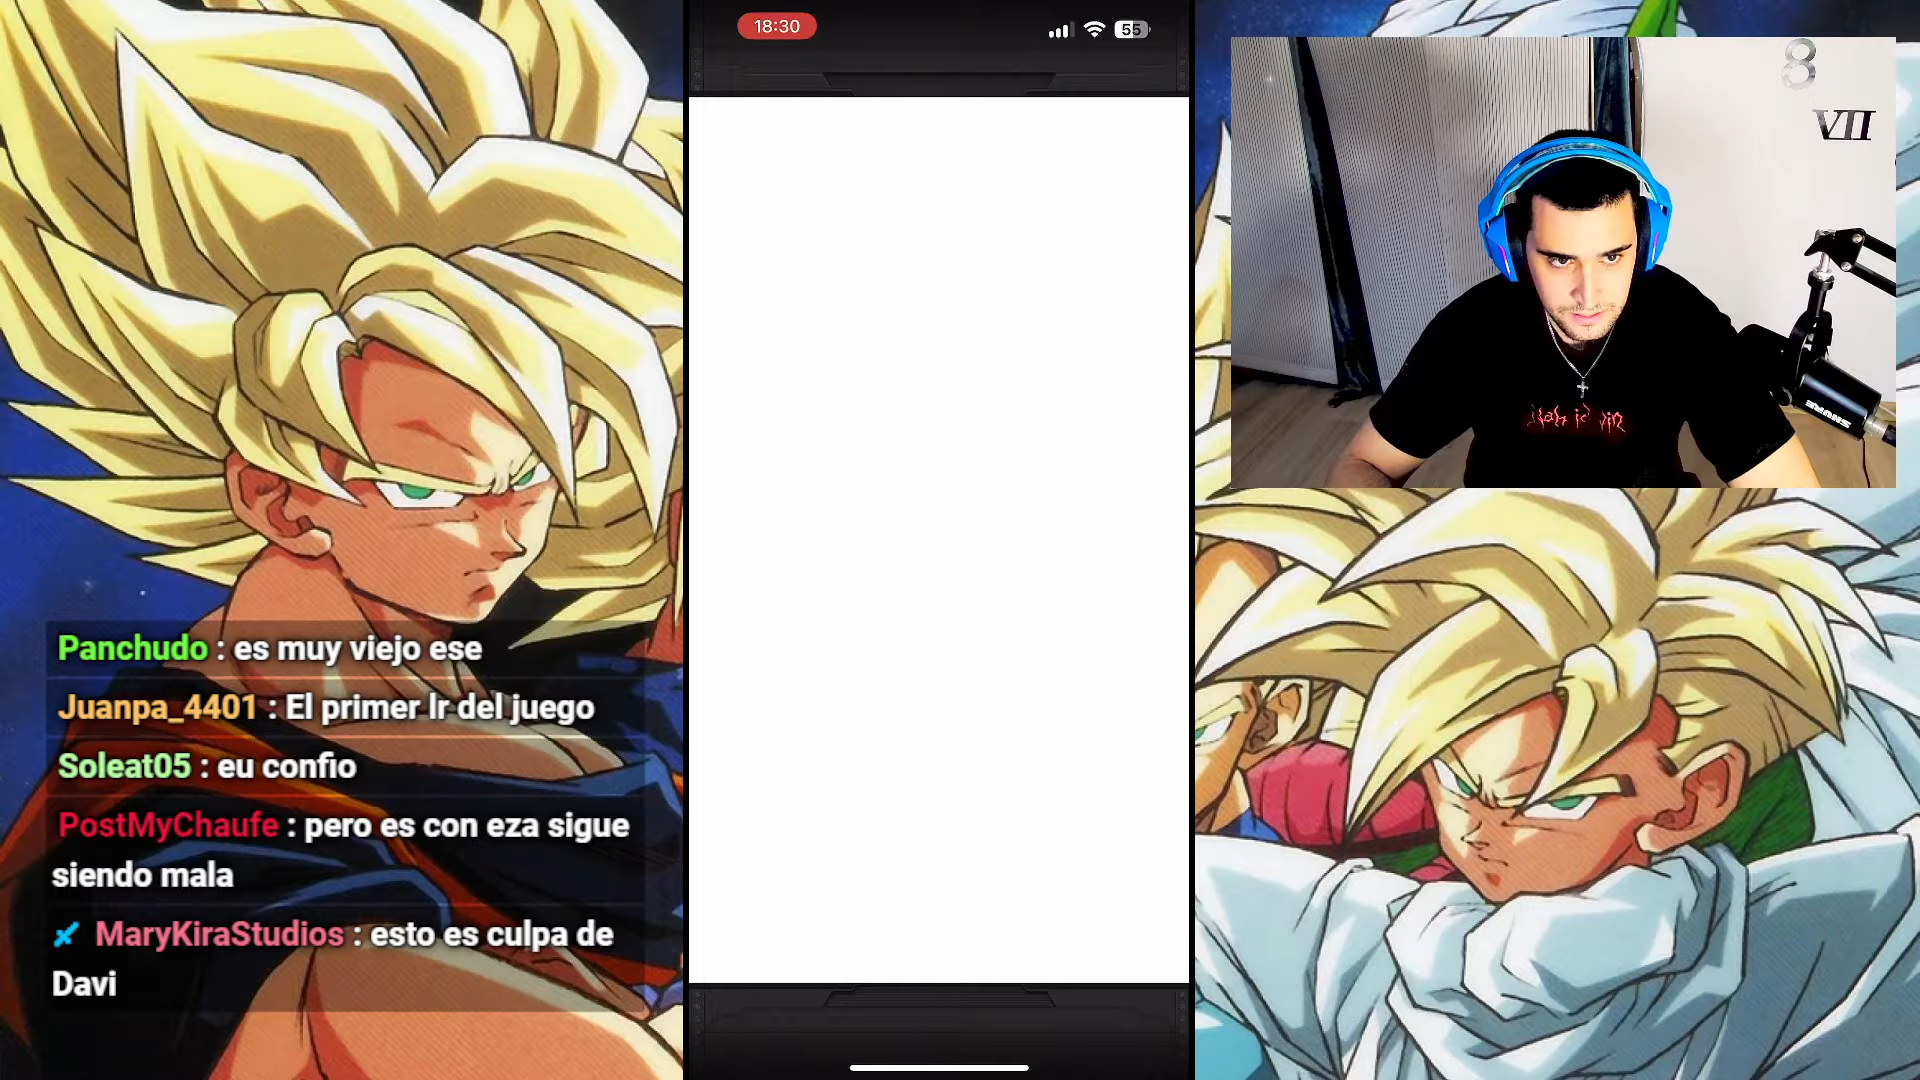 18:30
55
8
VII
SHURE
Panchudo : es muy viejo ese
Juanpa_4401 : El primer lr del juego
Soleat05 : eu confio
PostMyChaufe : pero es con eza sigue
siendo mala
MaryKiraStudios : esto es culpa de
Davi